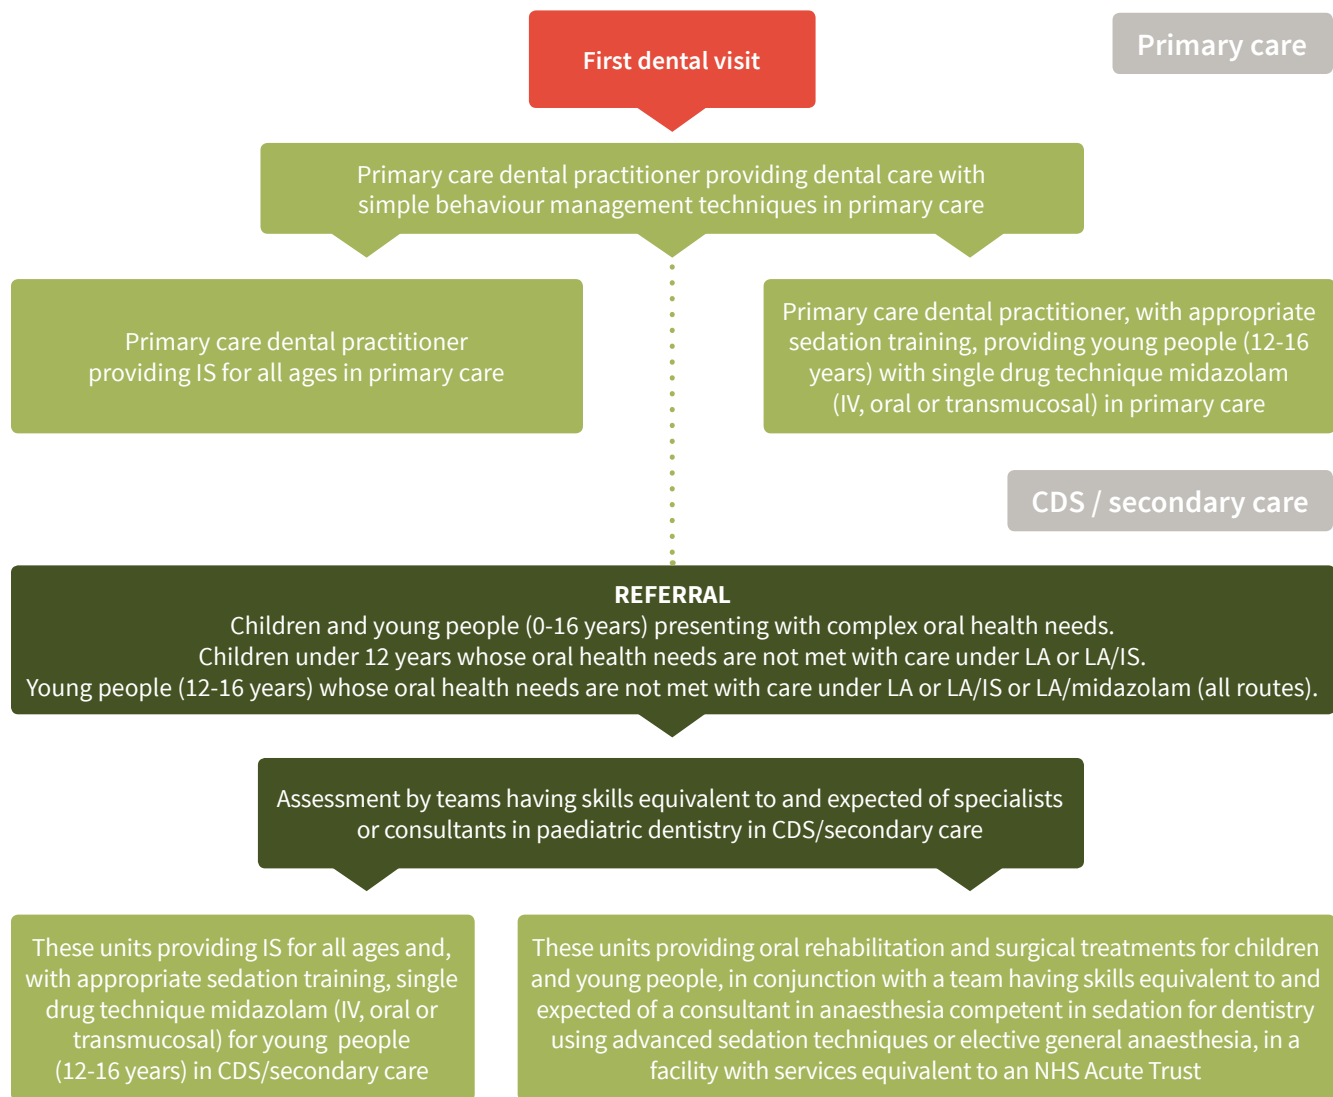 First dental visit
Primary care
Primary care dental practitioner providing dental care with
simple behaviour management techniques in primary care
Primary care dental practitioner
providing IS for all ages in primary care
Primary care dental practitioner, with appropriate
sedation training, providing young people (12-16
years) with single drug technique midazolam
(IV, oral or transmucosal) in primary care
CDS / secondary care
REFERRAL
Children and young people (0-16 years) presenting with complex oral health needs.
Children under 12 years whose oral health needs are not met with care under LA or LA/IS.
Young people (12-16 years) whose oral health needs are not met with care under LA or LA/IS or LA/midazolam (all routes).
Assessment by teams having skills equivalent to and expected of specialists
or consultants in paediatric dentistry in CDS/secondary care
These units providing IS for all ages and,
with appropriate sedation training, single
drug technique midazolam (IV, oral or
transmucosal) for young people
(12-16 years) in CDS/secondary care
These units providing oral rehabilitation and surgical treatments for children
and young people, in conjunction with a team having skills equivalent to and
expected of a consultant in anaesthesia competent in sedation for dentistry
using advanced sedation techniques or elective general anaesthesia, in a
facility with services equivalent to an NHS Acute Trust